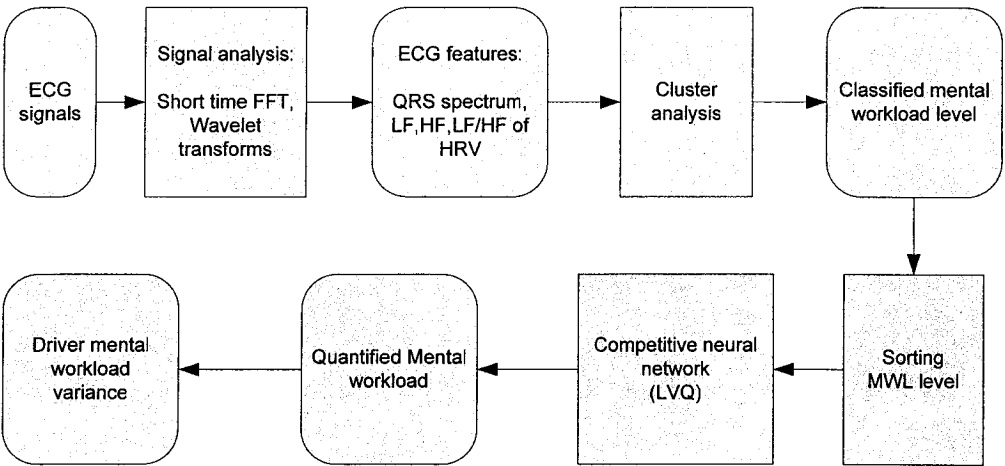 ECG
signals
Signal analysis:
Short time FFT,
Wavelet
transforms
ECG features:
QRS spectrum,
LF,HF,LF/HF of
HRV
Cluster
analysis
Classified mental
workload level
Driver mental
workload
variance
Quantified Mental
workload
Competitive neural
network
(LVQ)
Sorting
MWL level